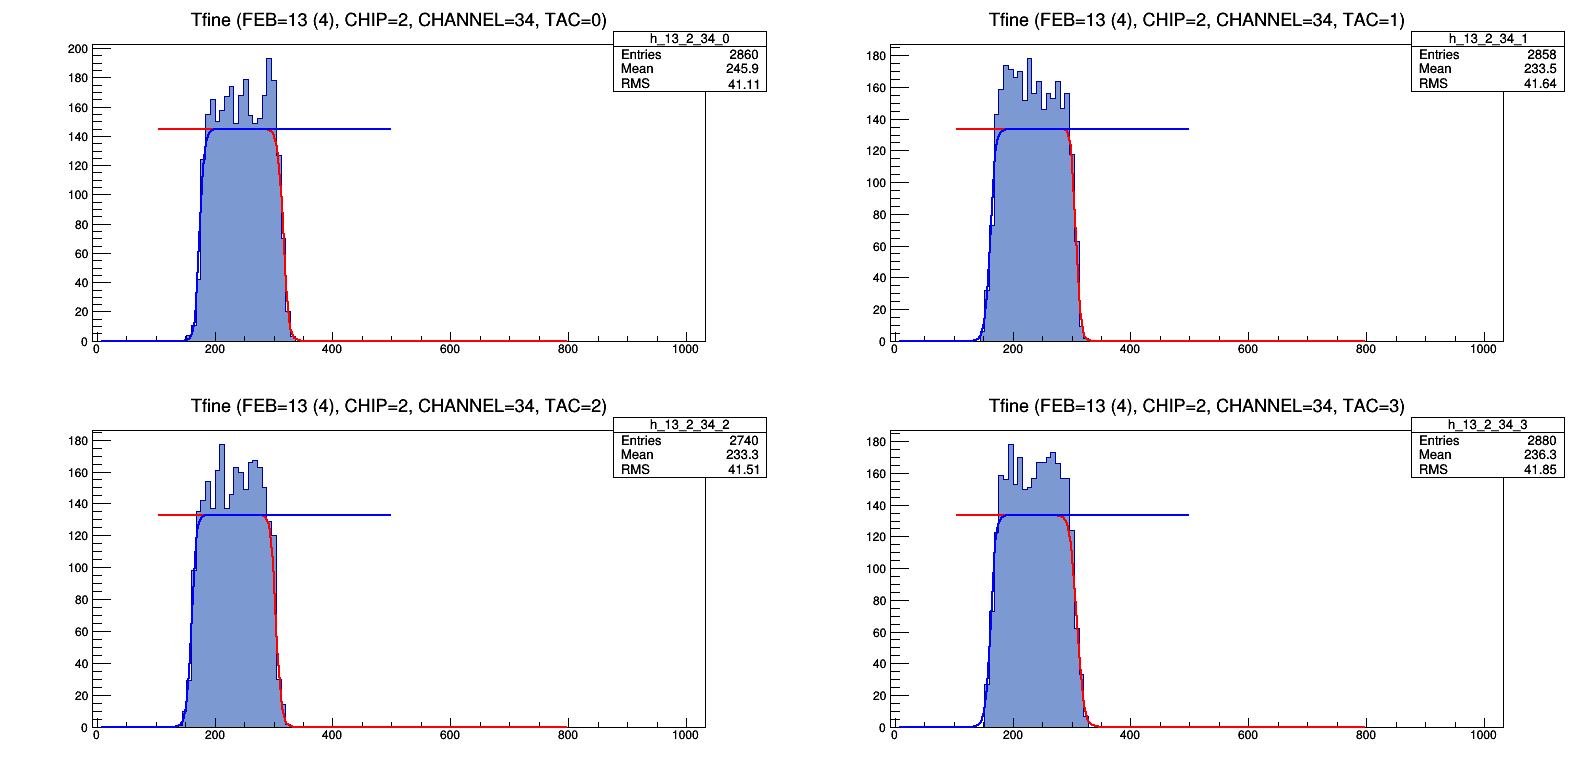 Tfine (FEB=13 (4), CHIP=2, CHANNEL=34, TAC=0)
h_13_2_34_0
Entries 2860
Mean 245.9
RMS 41.11
200
180
160
140
120
100
80
60
40
20
0
0 200 400 600 800 1000
Tfine (FEB=13 (4), CHIP=2, CHANNEL=34, TAC=1)
h_13_2_34_1
Entries 2858
Mean 233.5
RMS 41.64
180
160
140
120
100
80
60
40
20
0
0 200 400 600 800 1000
Tfine (FEB=13 (4), CHIP=2, CHANNEL=34, TAC=2)
h_13_2_34_2
Entries 2740
Mean 233.3
RMS 41.51
180
160
140
120
100
80
60
40
20
0
0 200 400 600 800 1000
Tfine (FEB=13 (4), CHIP=2, CHANNEL=34, TAC=3)
h_13_2_34_3
Entries 2880
Mean 236.3
RMS 41.85
180
160
140
120
100
80
60
40
20
0
0 200 400 600 800 1000